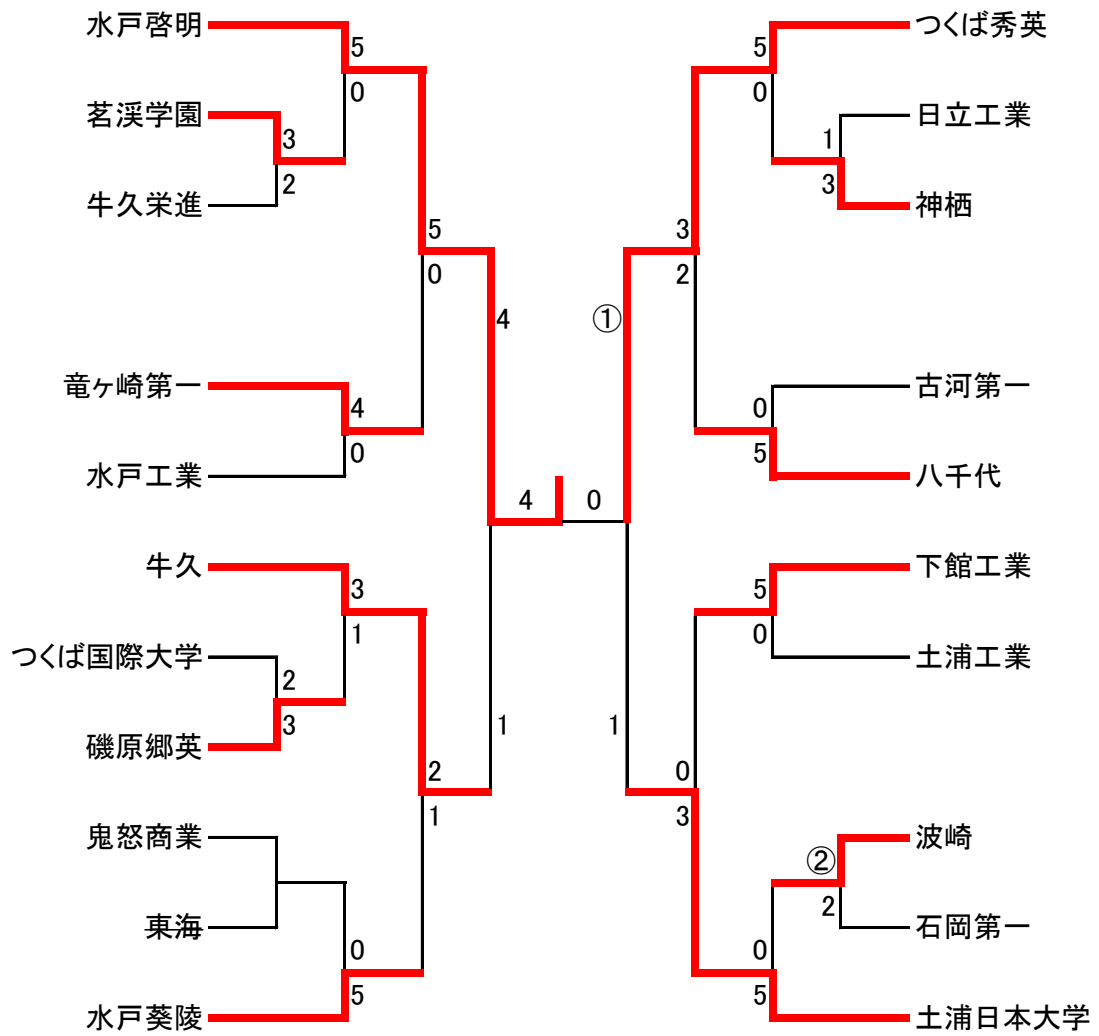 水戸啓明
5
0
茗渓学園
3
2
牛久栄進
5
0
竜ヶ崎第一
4
0
水戸工業
4
牛久
3
1
つくば国際大学
2
3
磯原郷英
2
1
鬼怒商業
東海
0
5
水戸葵陵
1
4
0
つくば秀英
5
0
日立工業
1
3
神栖
3
2
①
古河第一
0
5
八千代
下館工業
5
0
土浦工業
1
0
3
波崎
②
2
石岡第一
0
5
土浦日本大学